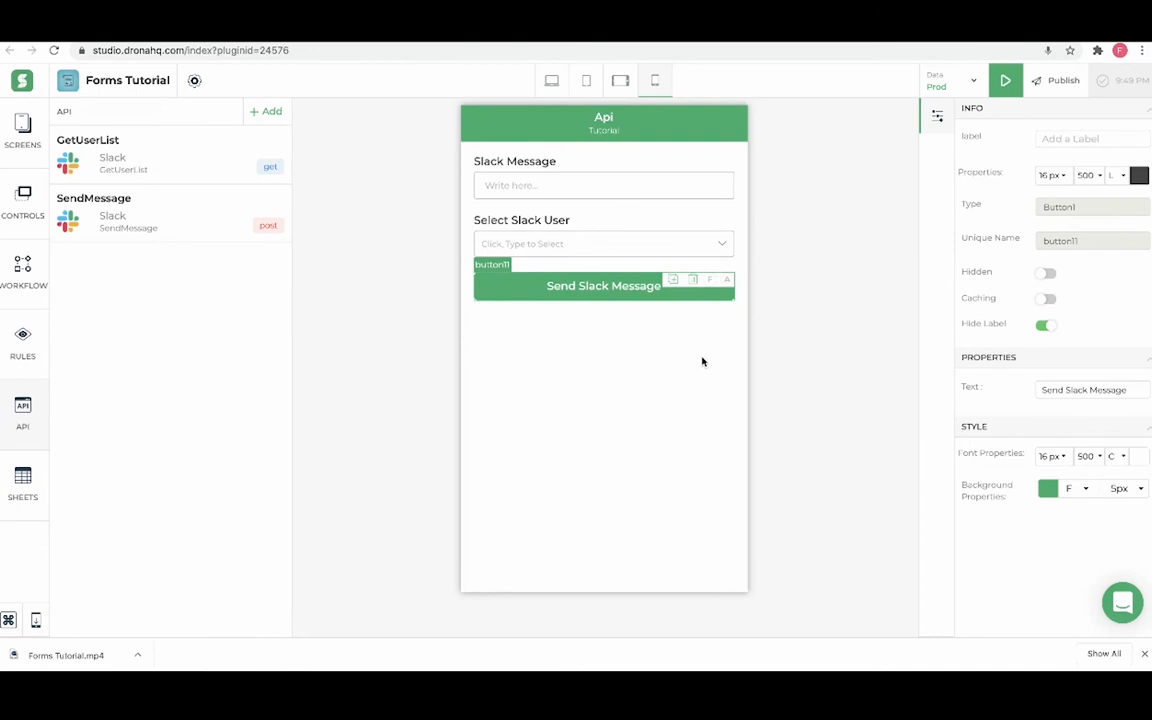 studio.dronahq.com/index?pluginid=24576
F
Forms Tutorial
Data
Prod
Publish
9:49 PM
SCREENS
CONTROLS
WORKFLOW
RULES
API
SHEETS
API
+ Add
GetUserList
Slack
GetUserList
get
SendMessage
Slack
SendMessage
post
Api
Tutorial
Slack Message
Write here...
Select Slack User
Click, Type to Select
button11
Send Slack Message
F A
INFO
label
Add a Label
Properties:
16 px
500
L
Type
Button1
Unique Name
button11
Hidden
Caching
Hide Label
PROPERTIES
Text :
Send Slack Message
STYLE
Font Properties:
16 px
500
C
Background
Properties:
F
5px
Forms Tutorial.mp4
Show All